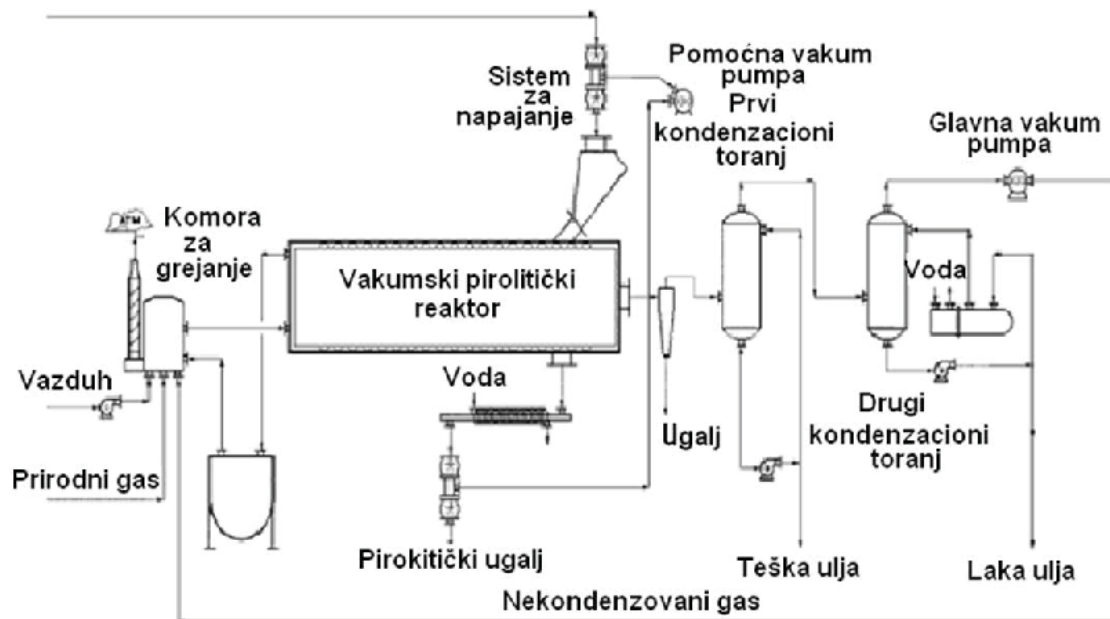 Pomoćna vakum
pumpa
Sistem
za
napajanje
Prvi
kondenzacioni
toranj
Glavna vakum
pumpa
ATM
Komora
za
grejanje
Vakumski pirolitički
reaktor
Voda
Vazduh
Voda
Ugalj
Drugi
kondenzacioni
toranj
Prirodni gas
Pirokitički ugalj
Teška ulja
Laka ulja
Nekondenzovani gas